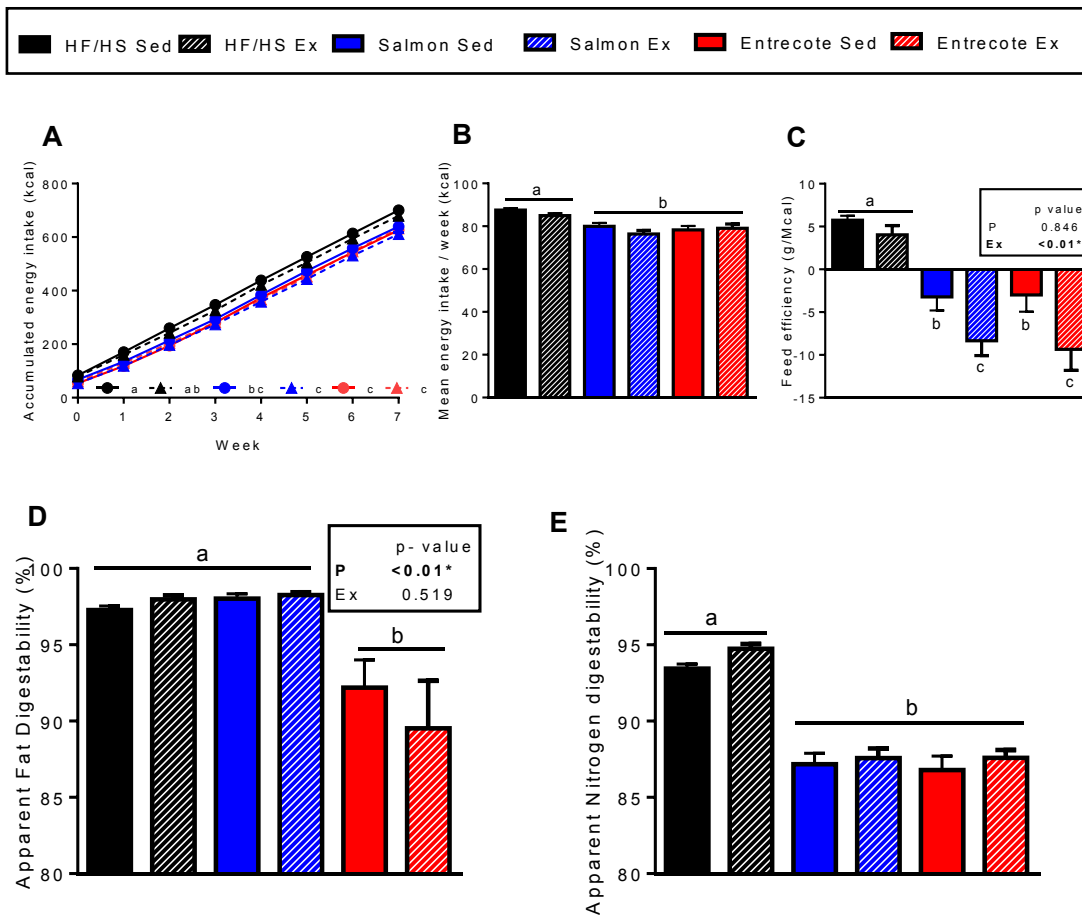 HF/HS Sed HF/HS Ex Salmon Sed Salmon Ex Entrecote Sed Entrecote Ex
A
Accumulated energy intake (kcal)
800
600
400
200
0
a ab bc c c c
0 1 2 3 4 5 6 7
Week
B
Mean energy intake / week (kcal)
100
80
60
40
20
0
a
b
C
Feed efficiency (g/Mcal)
10
5
0
-5
-10
-15
a
b
c
b
c
p value
P 0.846
Ex <0.01*
D
Apparent Fat Digestability (%)
100
95
90
85
80
a
b
p- value
P <0.01*
Ex 0.519
E
Apparent Nitrogen digestability (%)
100
95
90
85
80
a
b